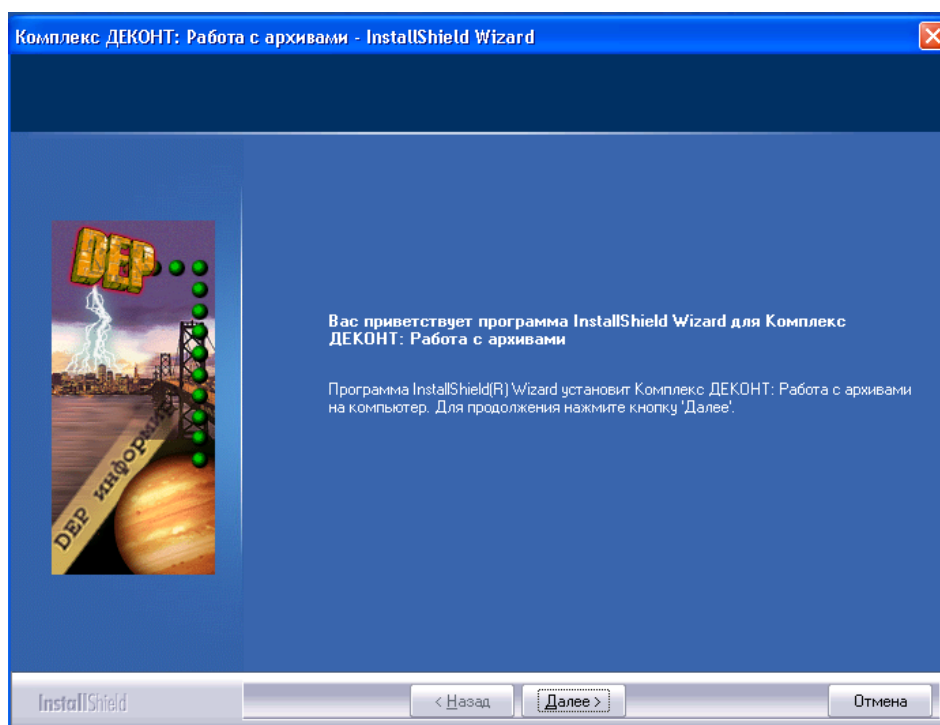 Комплекс ДЕКОНТ: Работа с архивами - InstallShield Wizard
DEP
DEP информир
Вас приветствует программа InstallShield Wizard для Комплекс
ДЕКОНТ: Работа с архивами
Программа InstallShield(R) Wizard установит Комплекс ДЕКОНТ: Работа с архивами
на компьютер. Для продолжения нажмите кнопку 'Далее'.
InstallShield
< Назад
Далее >
Отмена